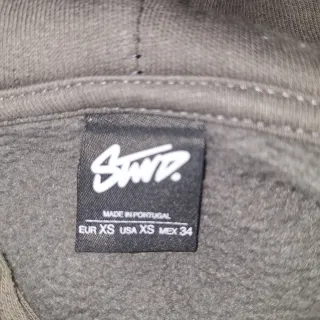 STWD.
MADE IN PORTUGAL
EUR XS USA XS MEX 34